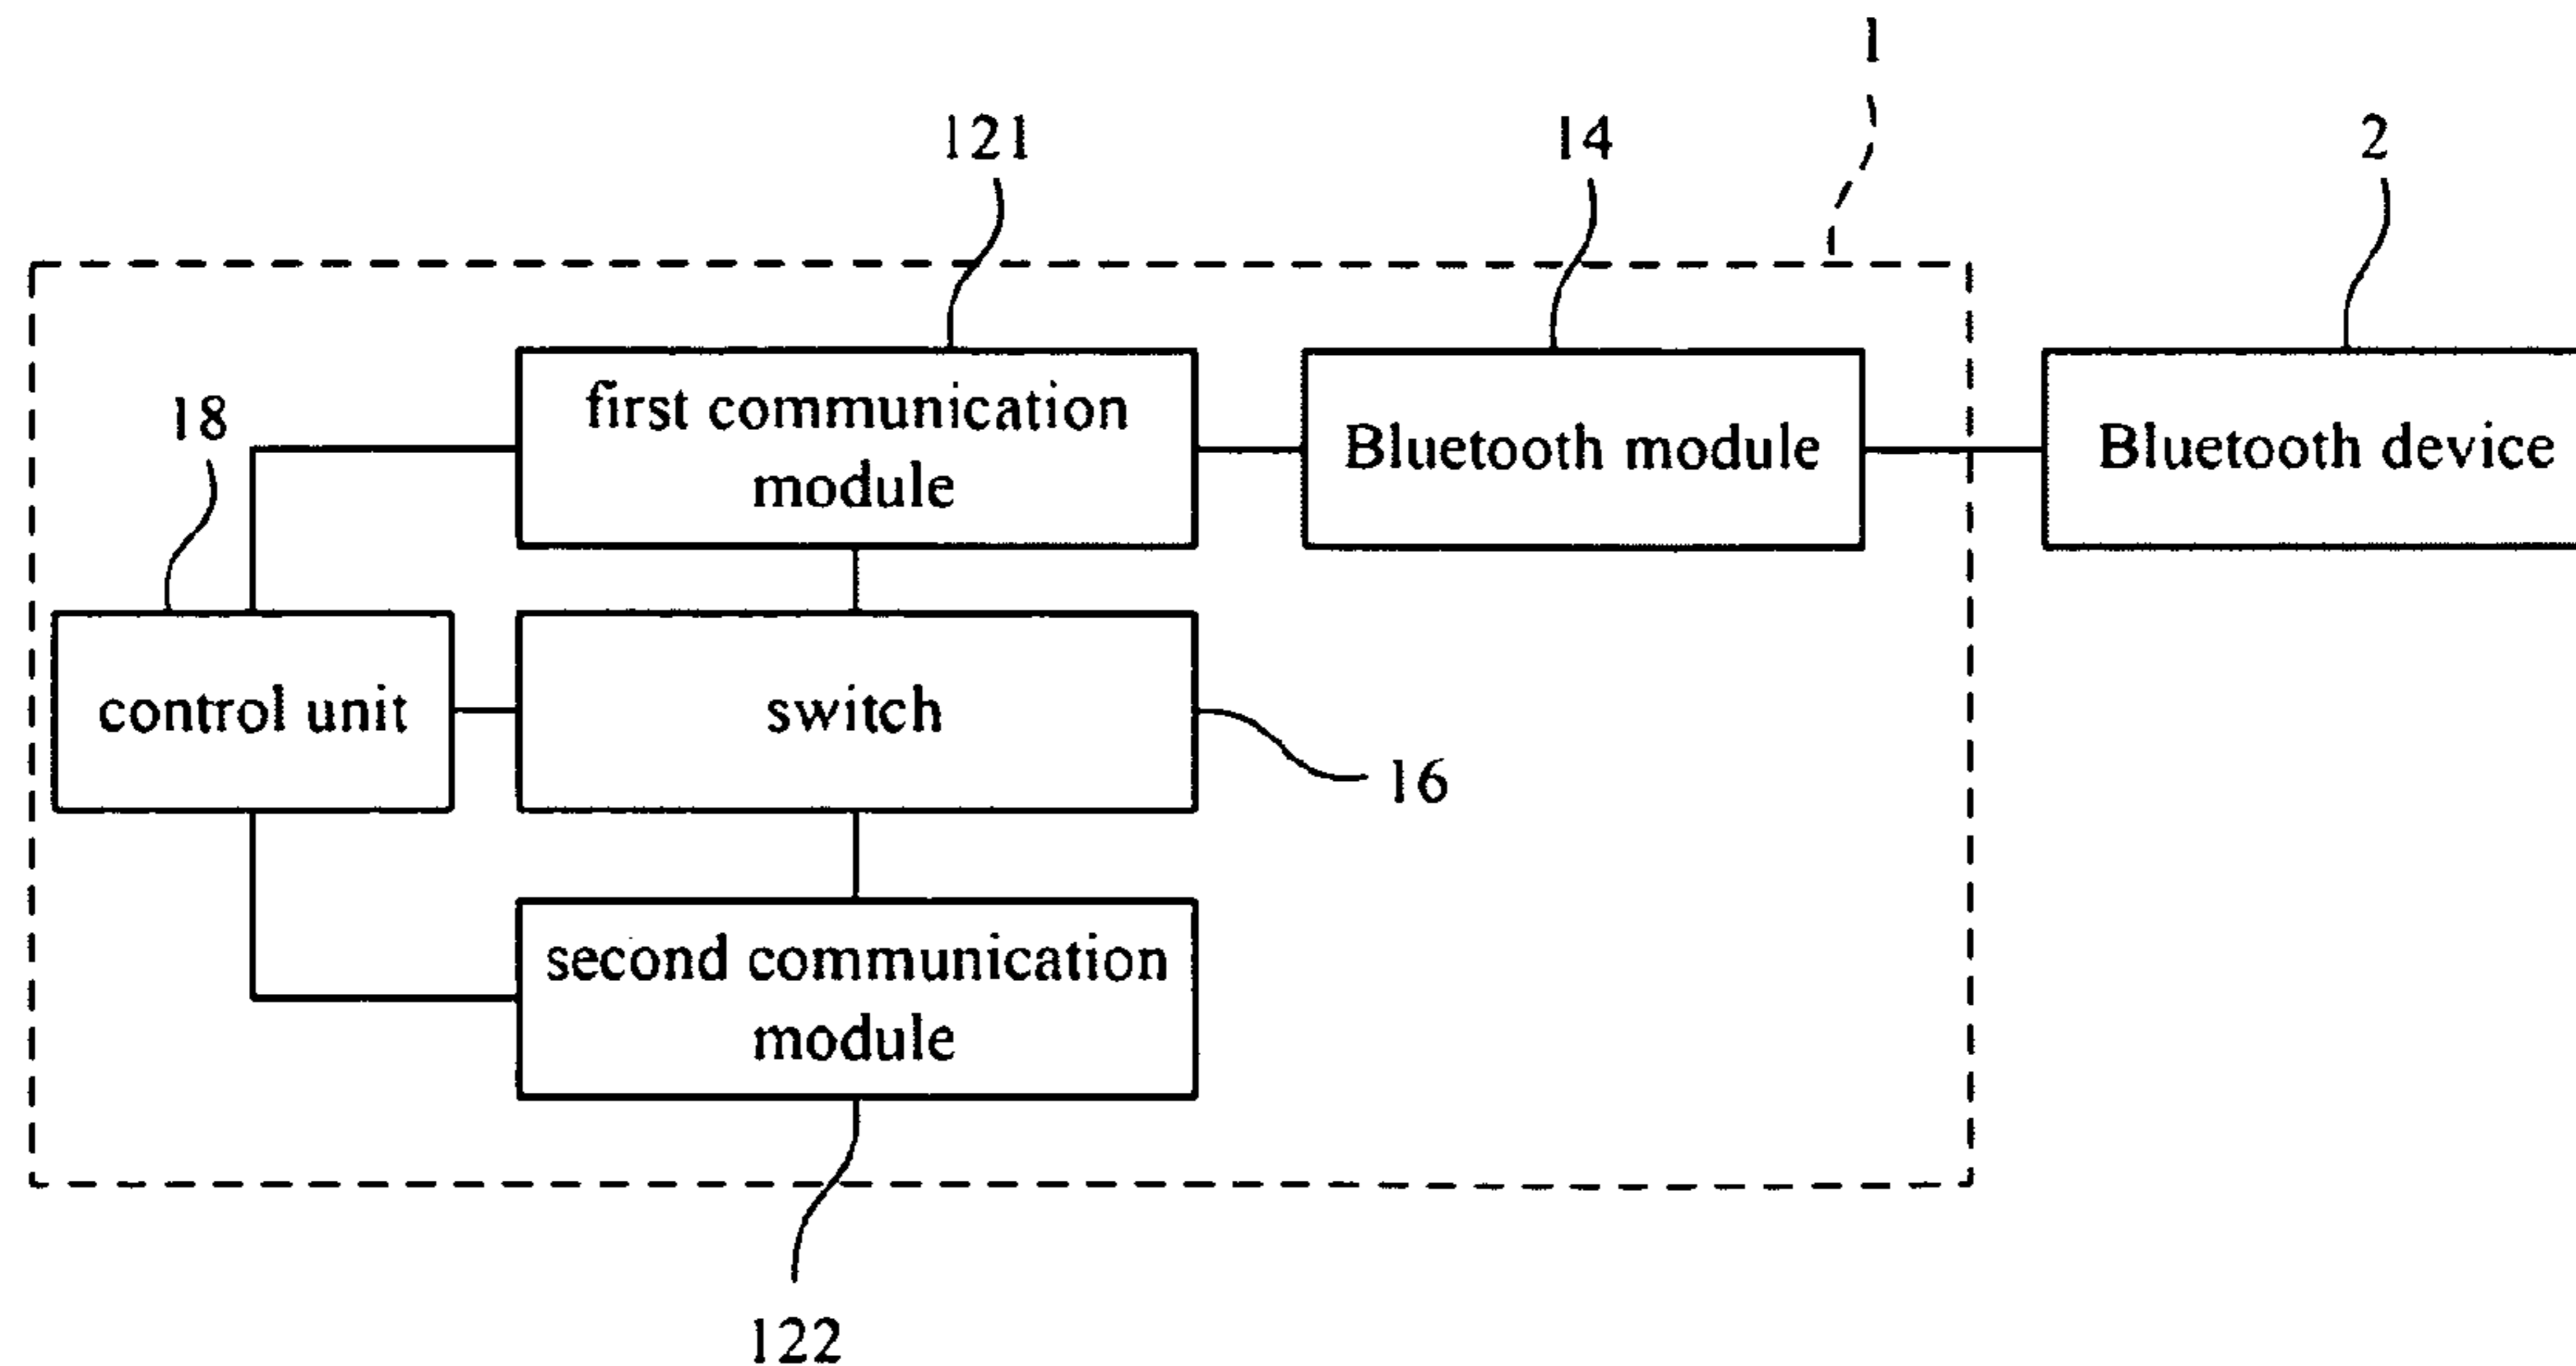 1
121
14
2
18
first communication
module
Bluetooth module
Bluetooth device
control unit
switch
16
second communication
module
122